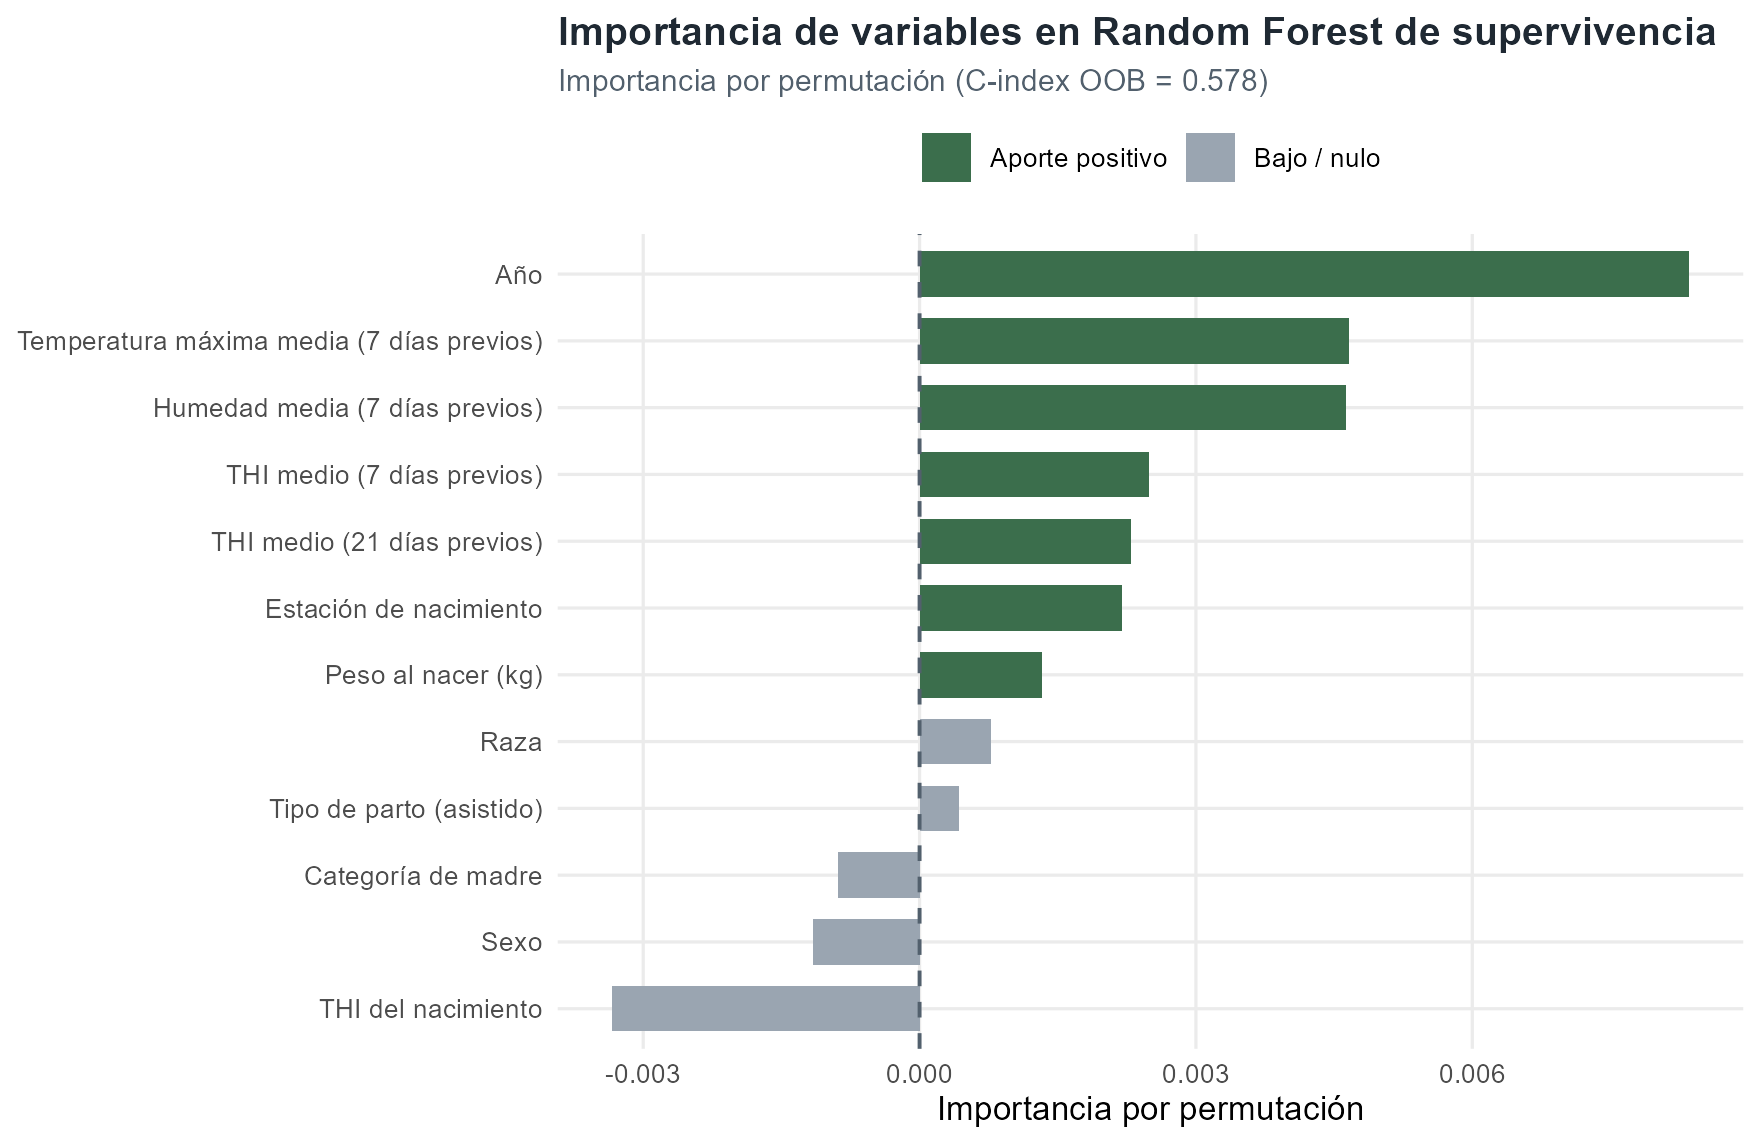 Importancia de variables en Random Forest de supervivencia
Importancia por permutación (C-index OOB = 0.578)
Aporte positivo Bajo / nulo
Año
Temperatura máxima media (7 días previos)
Humedad media (7 días previos)
THI medio (7 días previos)
THI medio (21 días previos)
Estación de nacimiento
Peso al nacer (kg)
Raza
Tipo de parto (asistido)
Categoría de madre
Sexo
THI del nacimiento
-0.003 0.000 0.003 0.006
Importancia por permutación